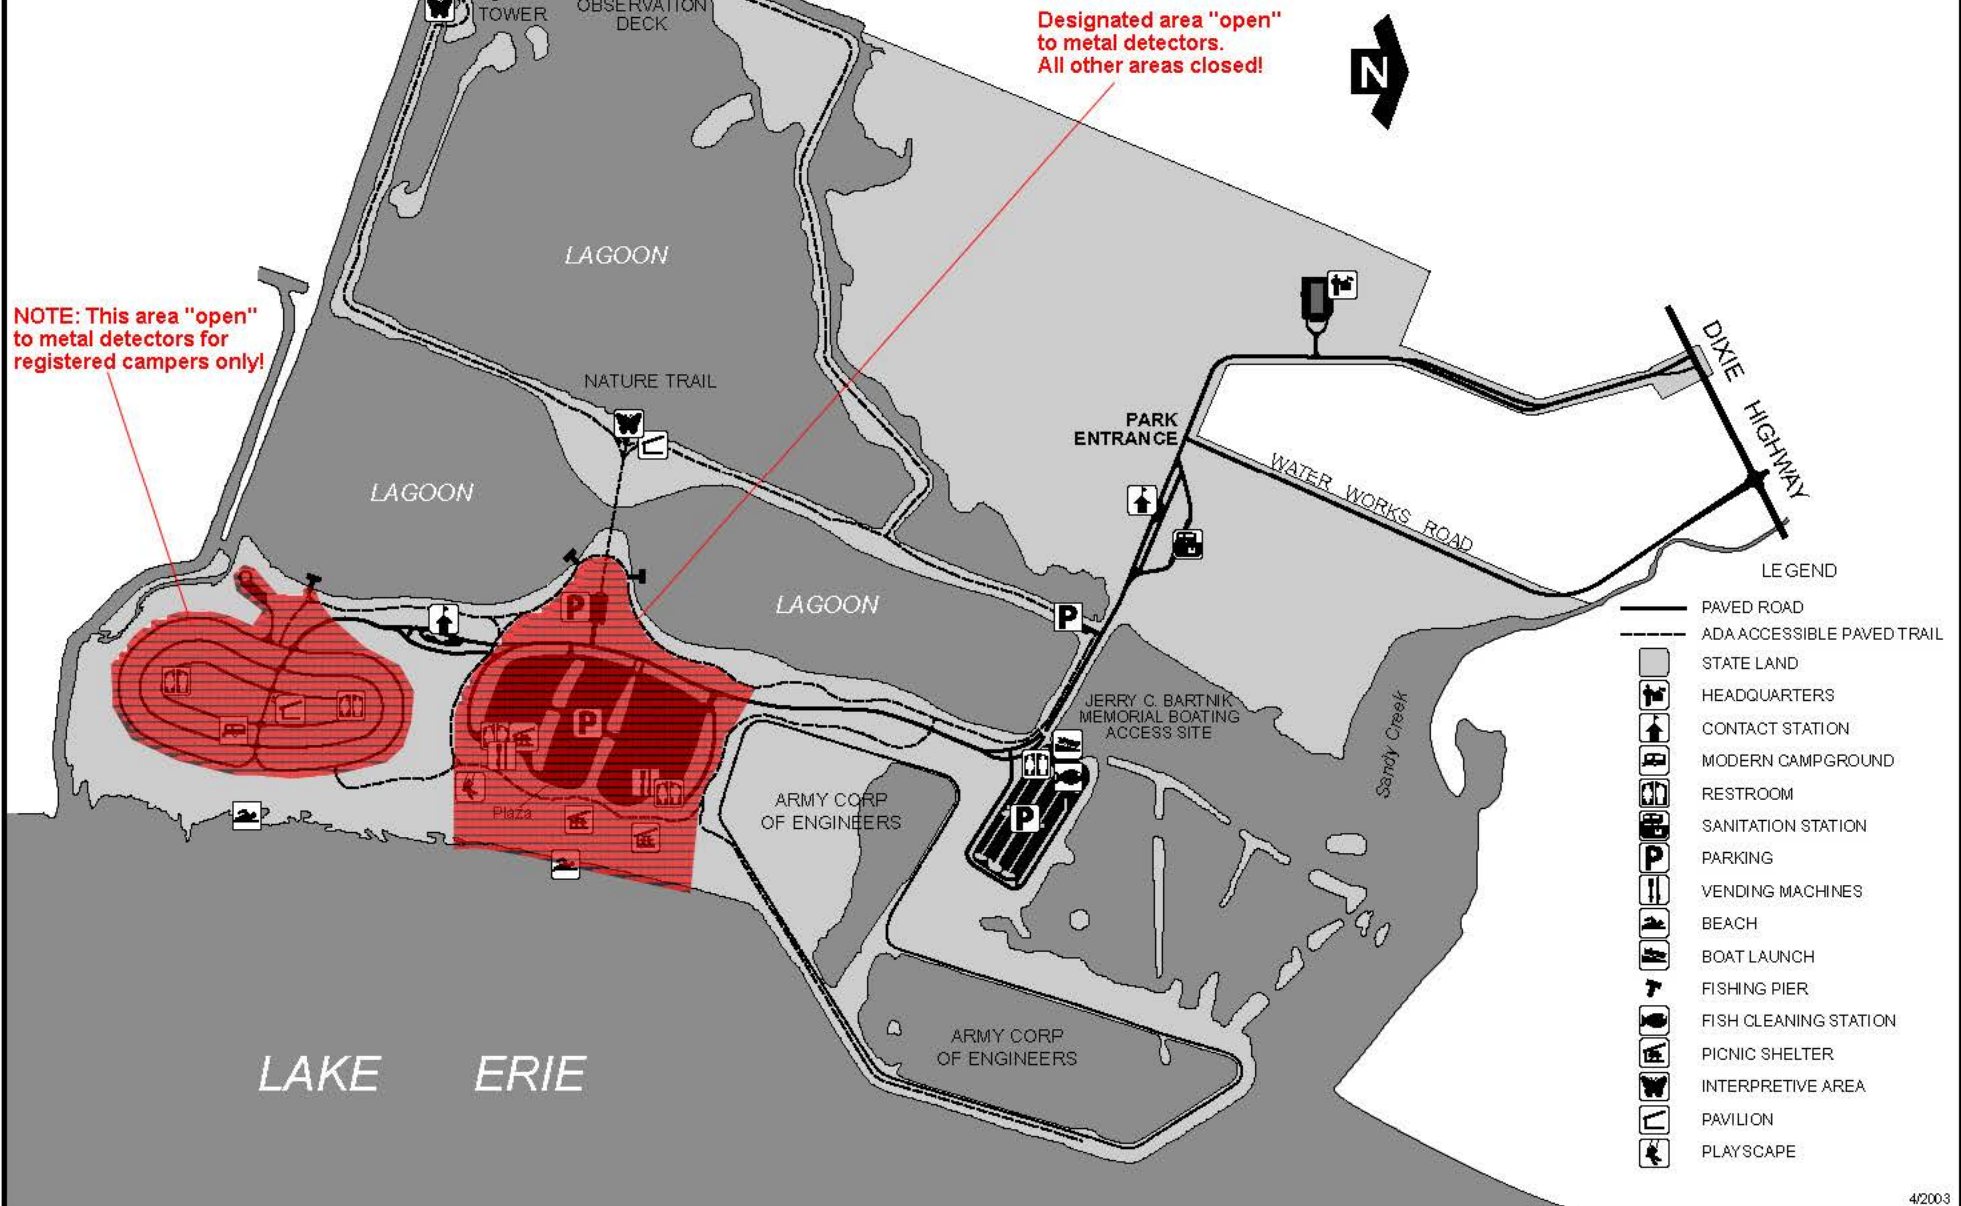 TOWER
OBSERVATION
DECK
Designated area "open"
to metal detectors.
All other areas closed!
N
LAGOON
NOTE: This area "open"
to metal detectors for
registered campers only!
NATURE TRAIL
DIXIE HIGHWAY
PARK
ENTRANCE
WATER WORKS ROAD
LAGOON
LAGOON
P
P
P
P
JERRY C. BARTNIK
MEMORIAL BOATING
ACCESS SITE
Sandy Creek
Plaza
ARMY CORP
OF ENGINEERS
ARMY CORP
OF ENGINEERS
LAKE ERIE
LEGEND
PAVED ROAD
ADA ACCESSIBLE PAVED TRAIL
STATE LAND
HEADQUARTERS
CONTACT STATION
MODERN CAMPGROUND
RESTROOM
SANITATION STATION
P PARKING
VENDING MACHINES
BEACH
BOAT LAUNCH
FISHING PIER
FISH CLEANING STATION
PICNIC SHELTER
INTERPRETIVE AREA
PAVILION
PLAYSCAPE
4/2003